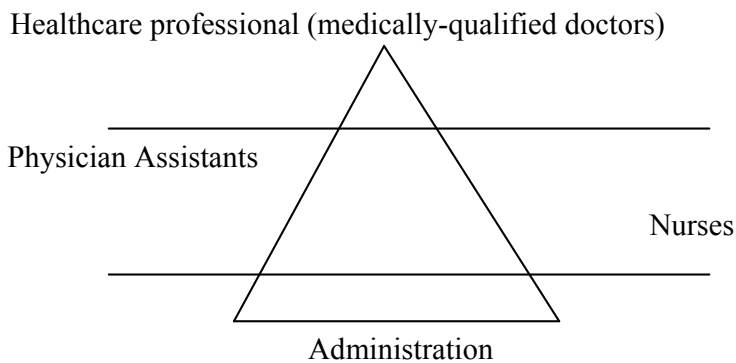 Healthcare professional (medically-qualified doctors)
Physician Assistants
Nurses
Administration